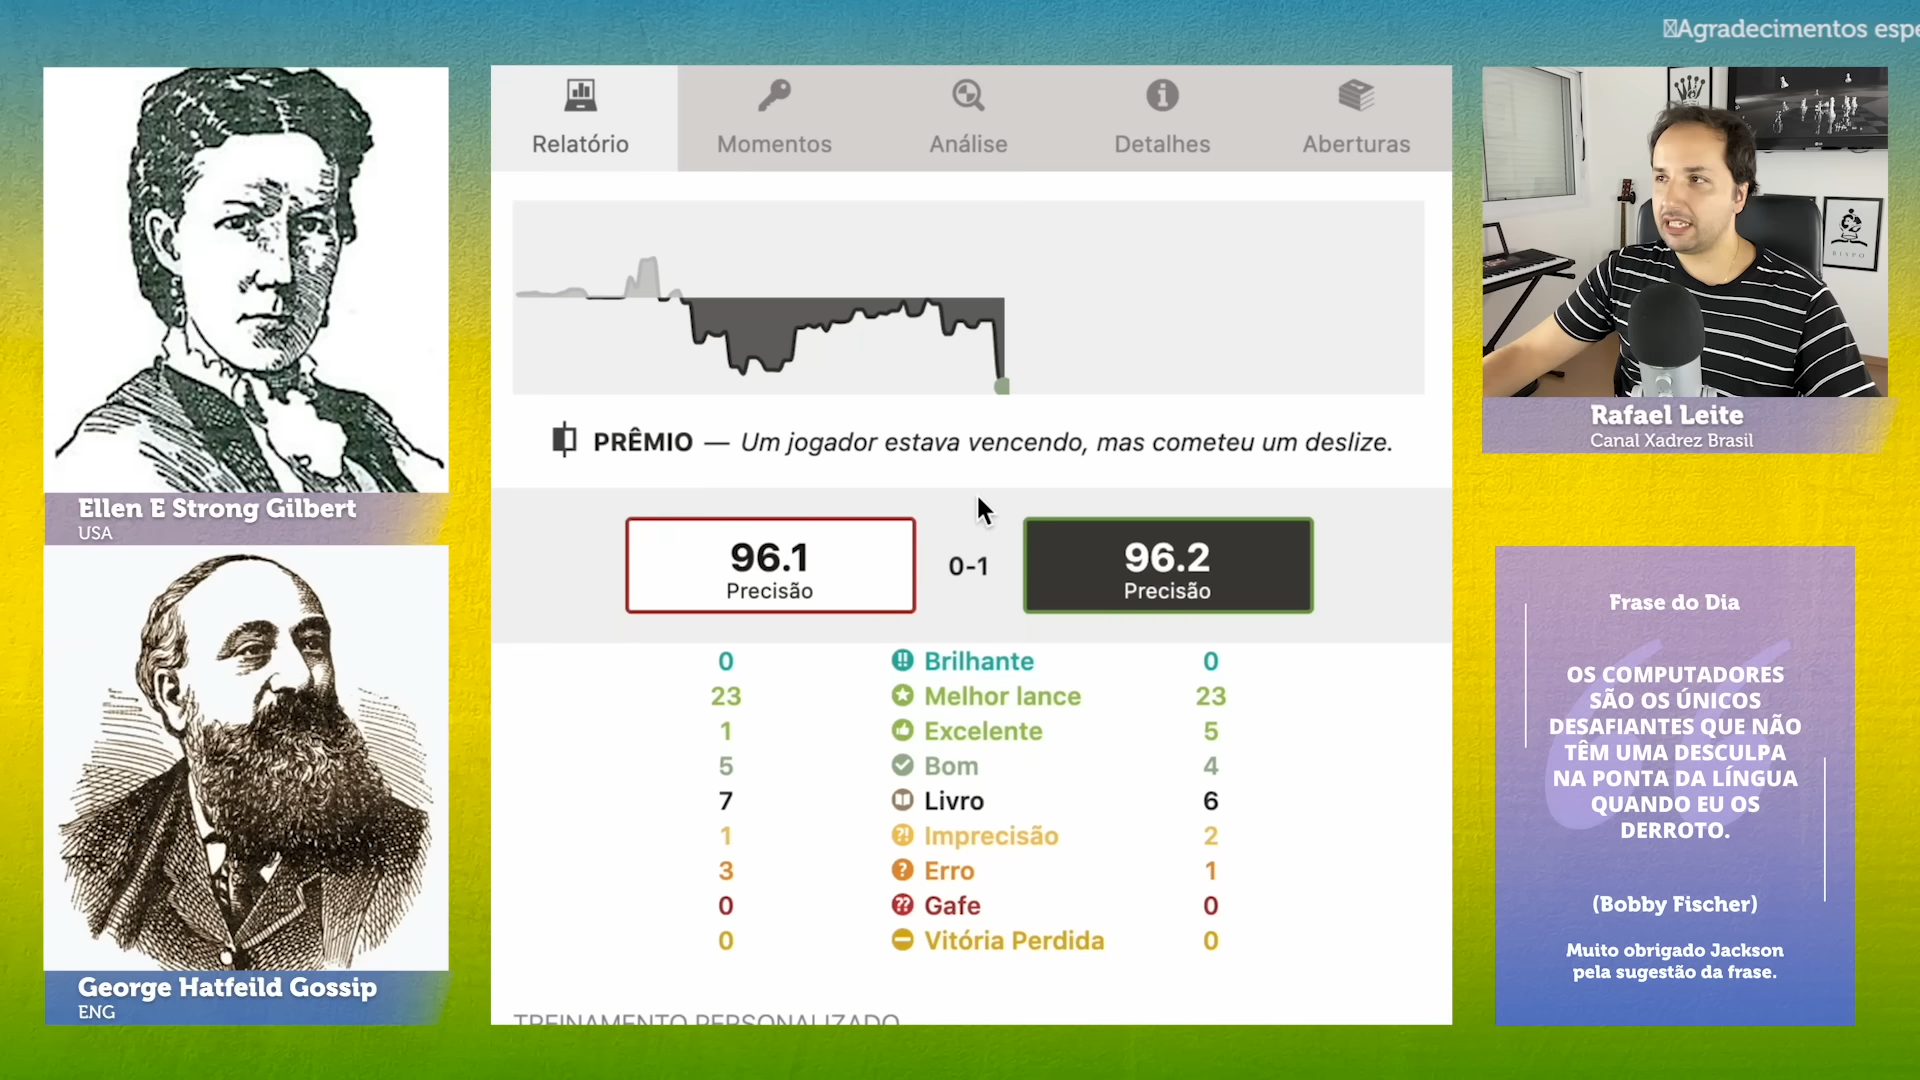 Agradecimentos espe
Ellen E Strong Gilbert
USA
George Hatfeild Gossip
ENG
Relatório
Momentos
Análise
Detalhes
Aberturas
PRÊMIO — Um jogador estava vencendo, mas cometeu um deslize.
96.1
Precisão
0-1
96.2
Precisão
0 Brilhante 0
23 Melhor lance 23
1 Excelente 5
5 Bom 4
7 Livro 6
1 Imprecisão 2
3 Erro 1
0 Gafe 0
0 Vitória Perdida 0
TREINAMENTO PERSONALIZADO
BISPO
Rafael Leite
Canal Xadrez Brasil
Frase do Dia
OS COMPUTADORES
SÃO OS ÚNICOS
DESAFIANTES QUE NÃO
TÊM UMA DESCULPA
NA PONTA DA LÍNGUA
QUANDO EU OS
DERROTO.
(Bobby Fischer)
Muito obrigado Jackson
pela sugestão da frase.